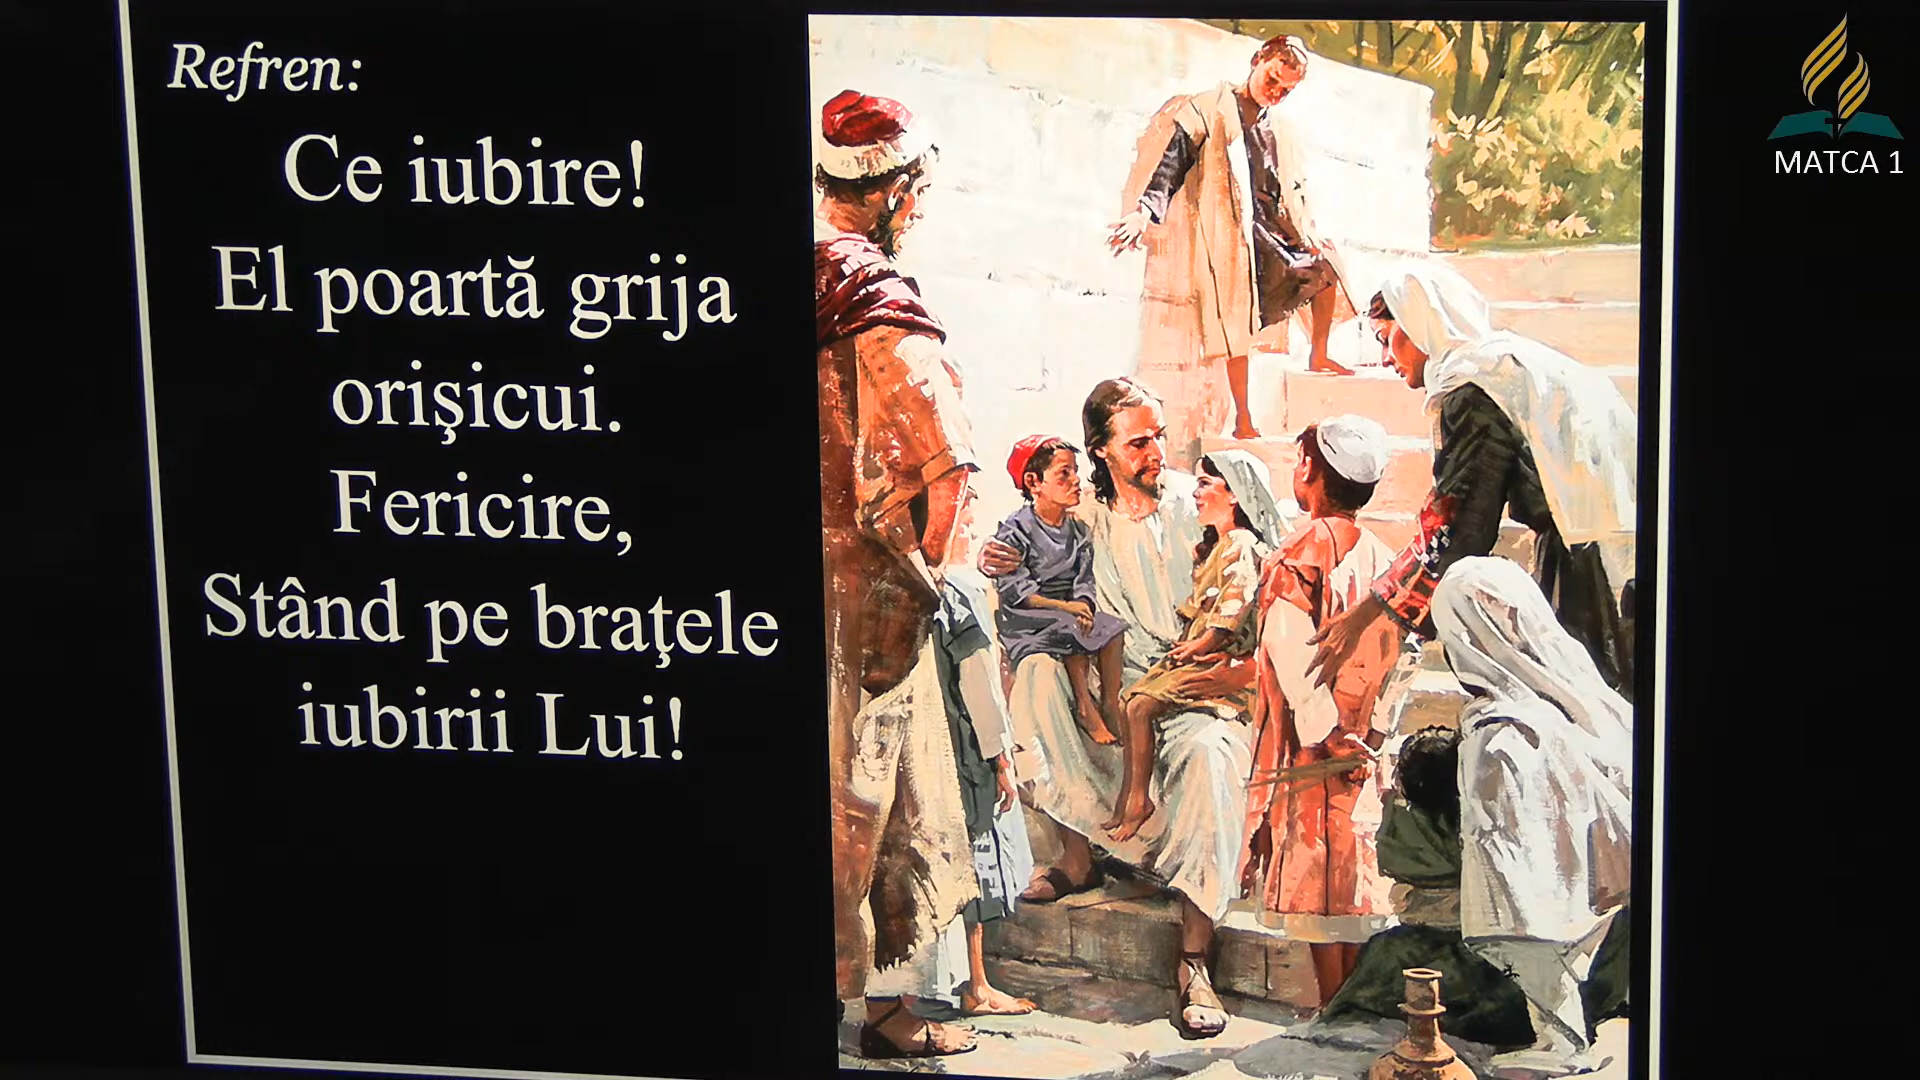 Refren:
Ce iubire!
El poartă grija
orişicui.
Fericire,
Stând pe braţele
iubirii Lui!
MATCA 1